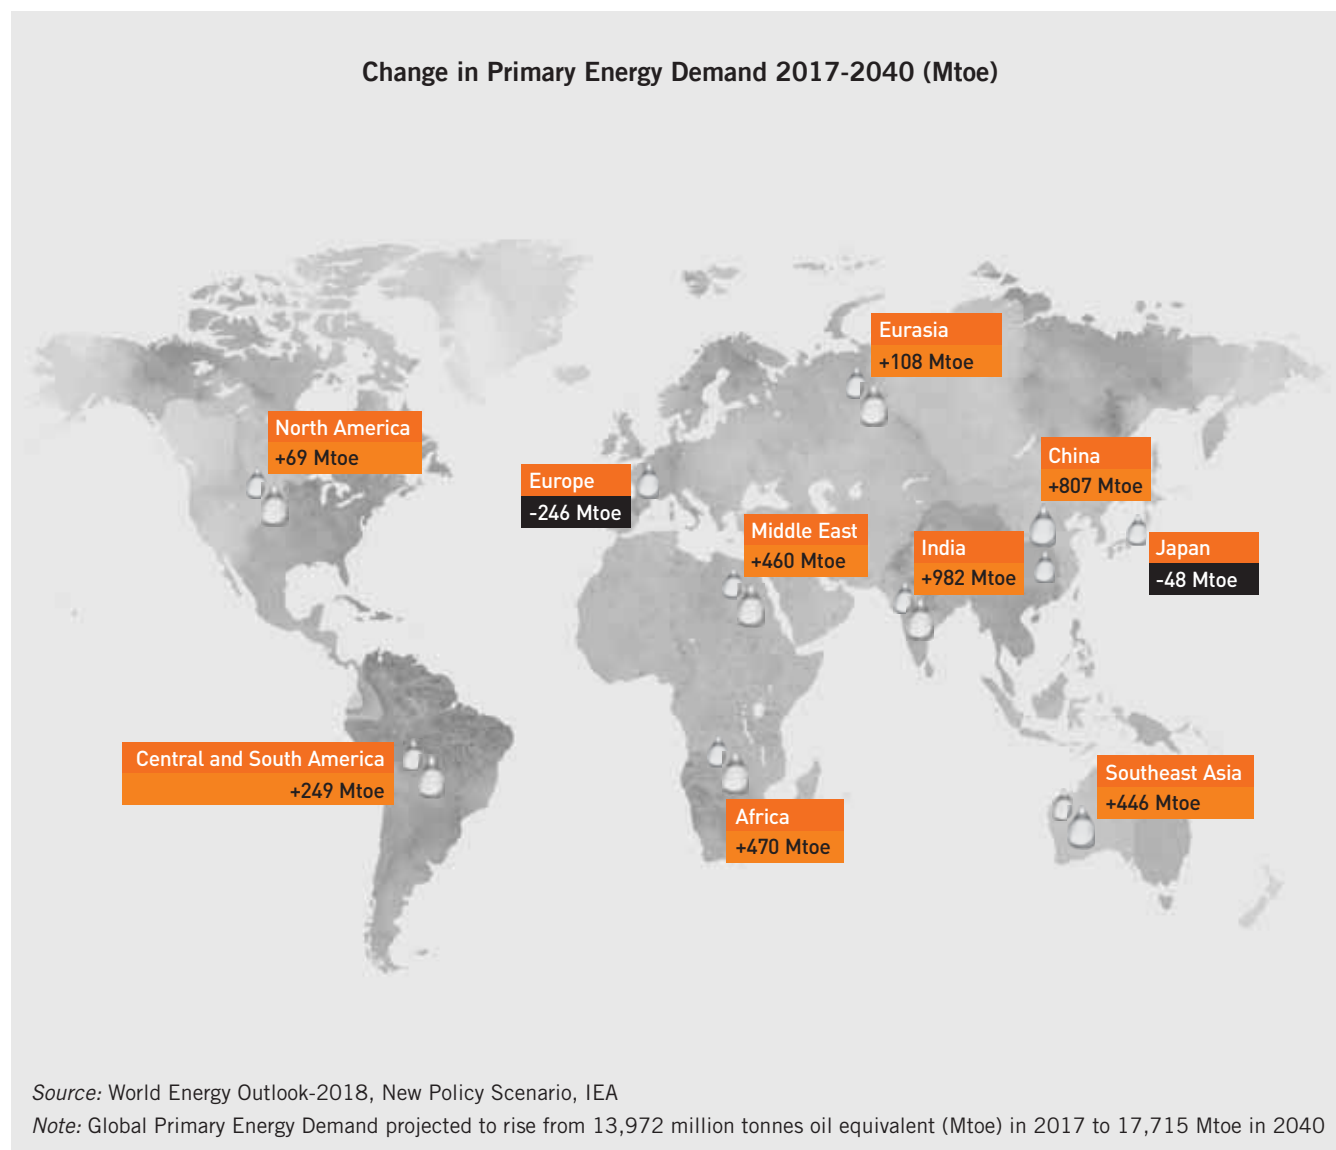 Change in Primary Energy Demand 2017-2040 (Mtoe)
Eurasia
+108 Mtoe
North America
+69 Mtoe
China
+807 Mtoe
Europe
-246 Mtoe
Middle East
+460 Mtoe
India
+982 Mtoe
Japan
-48 Mtoe
Central and South America
+249 Mtoe
Southeast Asia
+446 Mtoe
Africa
+470 Mtoe
Source: World Energy Outlook-2018, New Policy Scenario, IEA
Note: Global Primary Energy Demand projected to rise from 13,972 million tonnes oil equivalent (Mtoe) in 2017 to 17,715 Mtoe in 2040